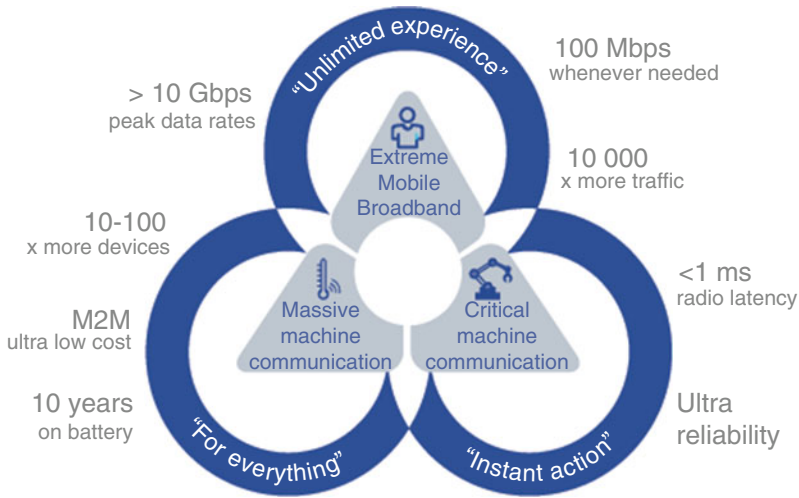 "Unlimited experience"
100 Mbps
whenever needed
> 10 Gbps
peak data rates
Extreme
Mobile
Broadband
10 000
x more traffic
10-100
x more devices
<1 ms
radio latency
Massive
machine
communication
Critical
machine
communication
M2M
ultra low cost
10 years
on battery
Ultra
reliability
"For everything"
"Instant action"